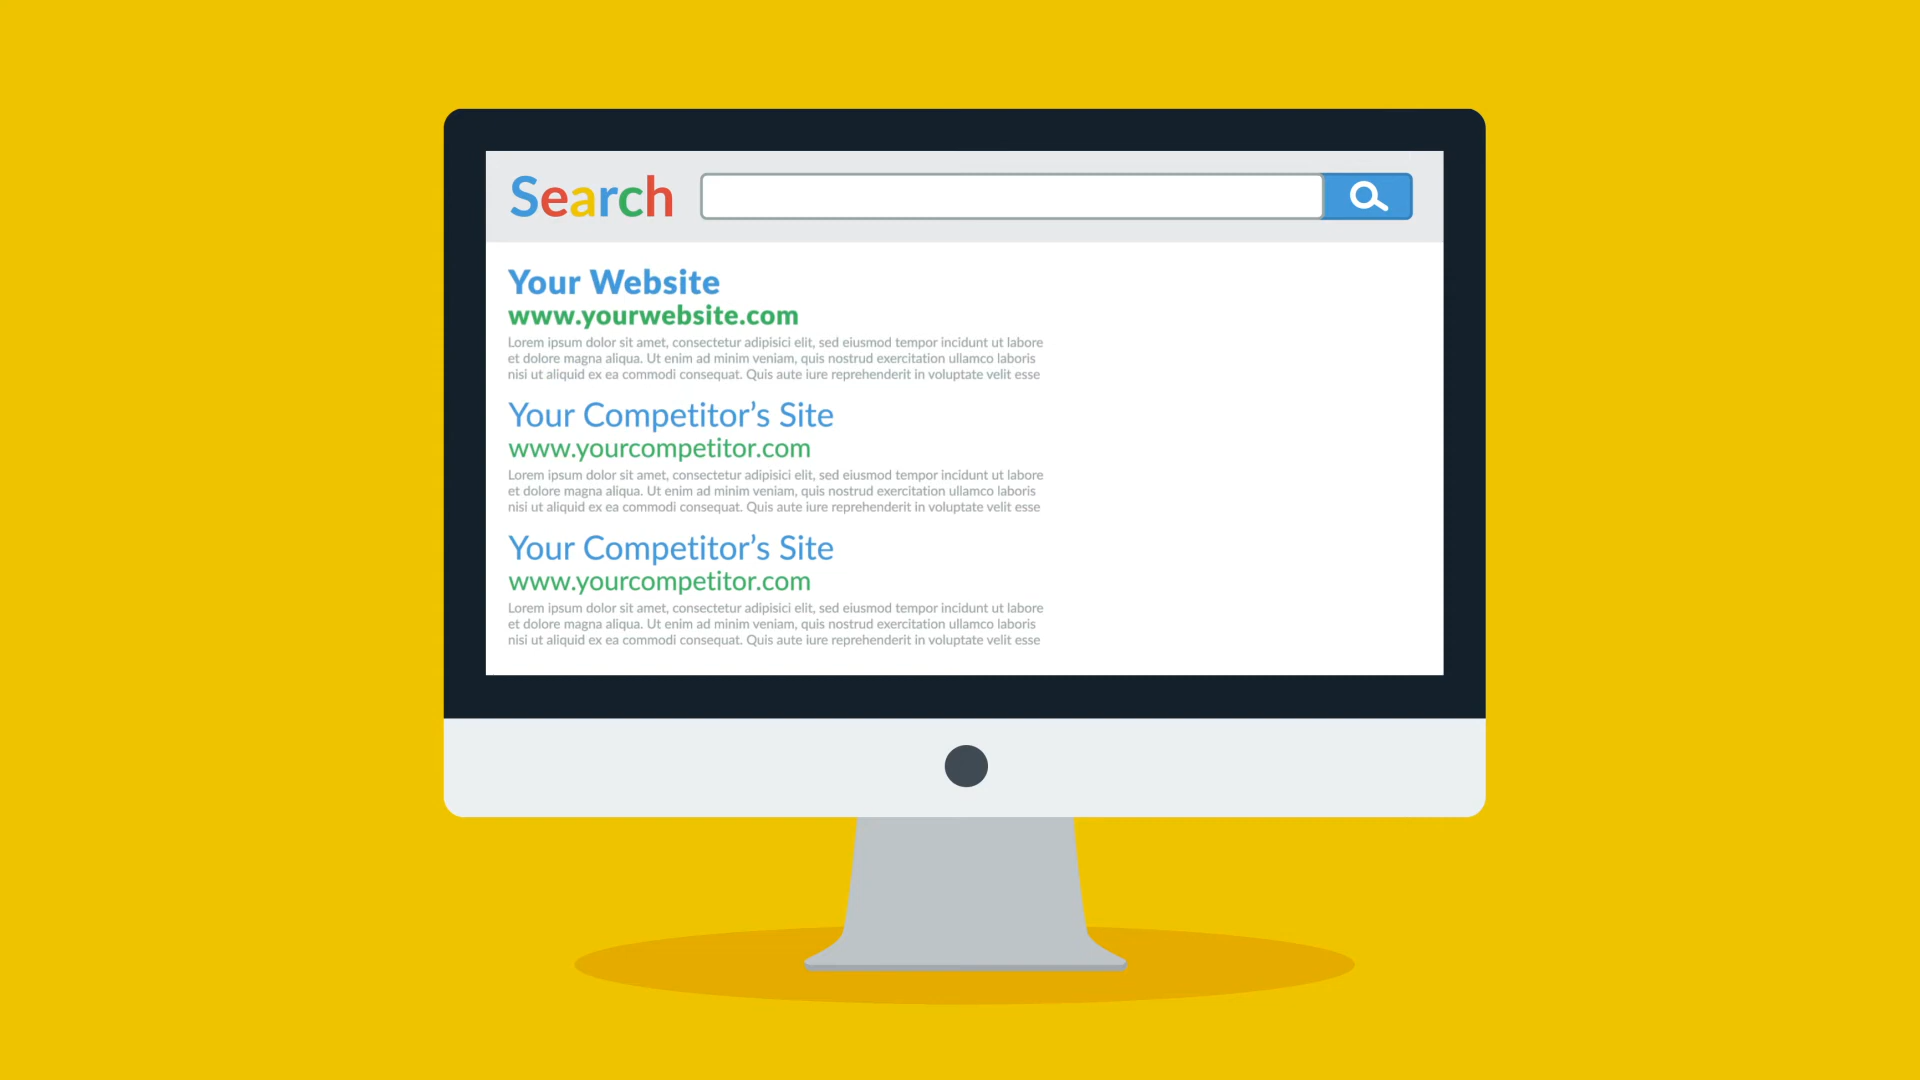 Search
Your Website
www.yourwebsite.com
Lorem ipsum dolor sit amet, consectetur adipisici elit, sed eiusmod tempor incidunt ut labore
et dolore magna aliqua. Ut enim ad minim veniam, quis nostrud exercitation ullamco laboris
nisi ut aliquid ex ea commodi consequat. Quis aute iure reprehenderit in voluptate velit esse
Your Competitor’s Site
www.yourcompetitor.com
Lorem ipsum dolor sit amet, consectetur adipisici elit, sed eiusmod tempor incidunt ut labore
et dolore magna aliqua. Ut enim ad minim veniam, quis nostrud exercitation ullamco laboris
nisi ut aliquid ex ea commodi consequat. Quis aute iure reprehenderit in voluptate velit esse
Your Competitor’s Site
www.yourcompetitor.com
Lorem ipsum dolor sit amet, consectetur adipisici elit, sed eiusmod tempor incidunt ut labore
et dolore magna aliqua. Ut enim ad minim veniam, quis nostrud exercitation ullamco laboris
nisi ut aliquid ex ea commodi consequat. Quis aute iure reprehenderit in voluptate velit esse